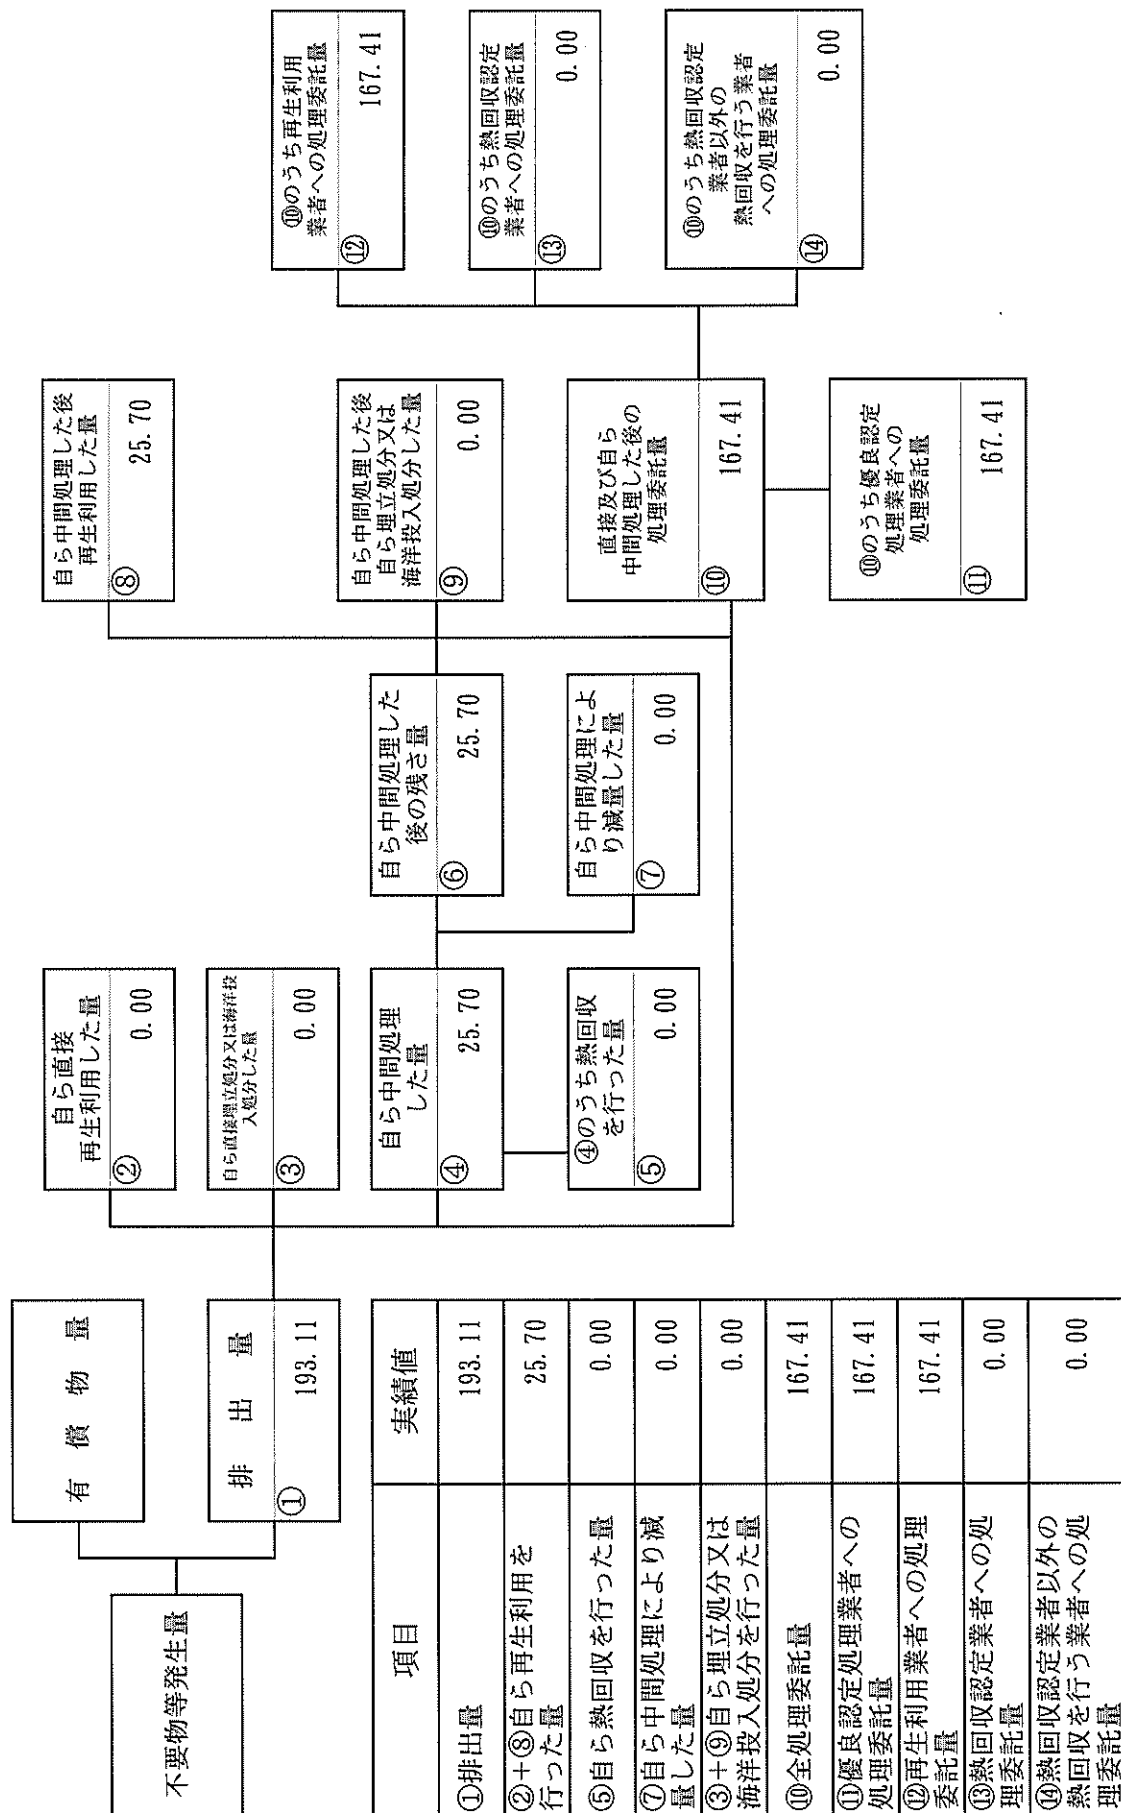 不要物等発生量
有償物量
排出量
① 193.11
自ら直接
再生利用した量
② 0.00
自ら直接埋立処分又は海洋投
入処分した量
③ 0.00
自ら中間処理
した量
④ 25.70
④のうち熱回収
を行った量
⑤ 0.00
自ら中間処理した
後の残さ量
⑥ 25.70
自ら中間処理によ
り減量した量
⑦ 0.00
自ら中間処理した後
再生利用した量
⑧ 25.70
自ら中間処理した後
自ら埋立処分又は
海洋投入処分した量
⑨ 0.00
直接及び自ら
中間処理した後の
処理委託量
⑩ 167.41
⑩のうち優良認定
処理業者への
処理委託量
⑪ 167.41
⑩のうち再生利用
業者への処理委託量
⑫ 167.41
⑩のうち熱回収認定
業者への処理委託量
⑬ 0.00
⑩のうち熱回収認定
業者以外の
熱回収を行う業者
への処理委託量
⑭ 0.00
項目 実績値
①排出量 193.11
②+⑧自ら再生利用を
行った量 25.70
⑤自ら熱回収を行った量 0.00
⑦自ら中間処理により減
量した量 0.00
③+⑨自ら埋立処分又は
海洋投入処分を行った量 0.00
⑩全処理委託量 167.41
⑪優良認定処理業者への
処理委託量 167.41
⑫再生利用業者への処理
委託量 167.41
⑬熱回収認定業者への処
理委託量 0.00
⑭熱回収認定業者以外の
熱回収を行う業者への処
理委託量 0.00